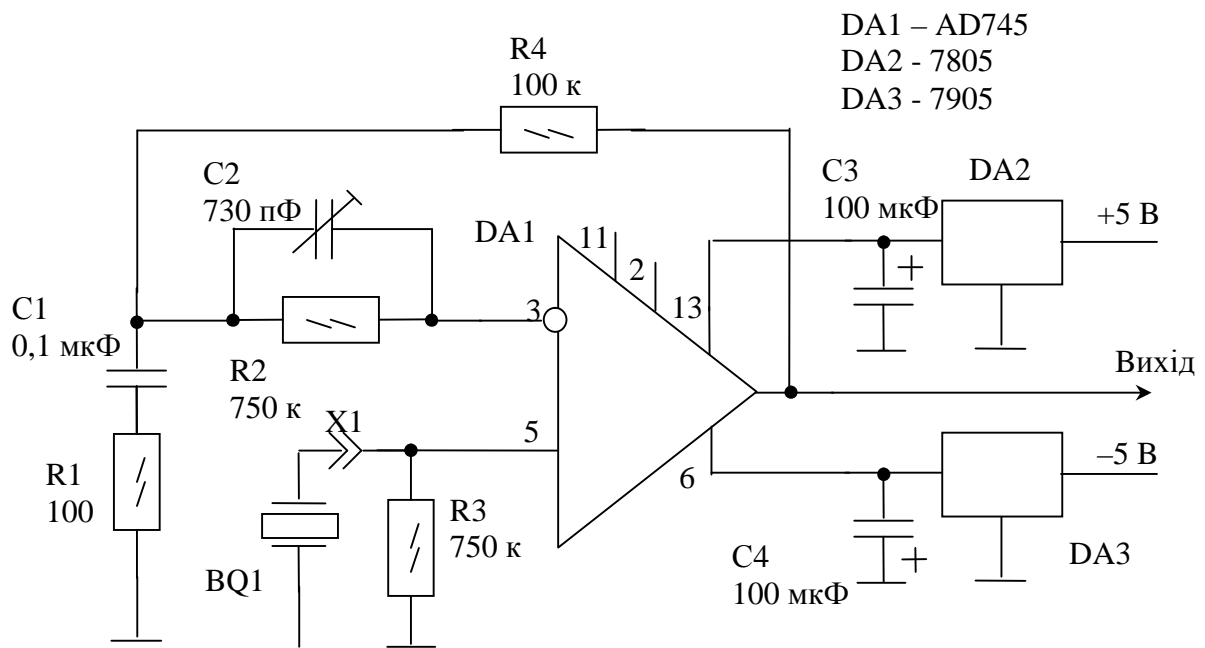 DA1 – AD745
DA2 - 7805
DA3 - 7905
R4
100 к
C2
730 пФ
C3
100 мкФ
DA2
+5 В
DA1
11
2
13
3
C1
0,1 мкФ
R2
750 к
X1
5
Вихід
R1
100
6
–5 В
R3
750 к
BQ1
C4
100 мкФ
DA3
+
+